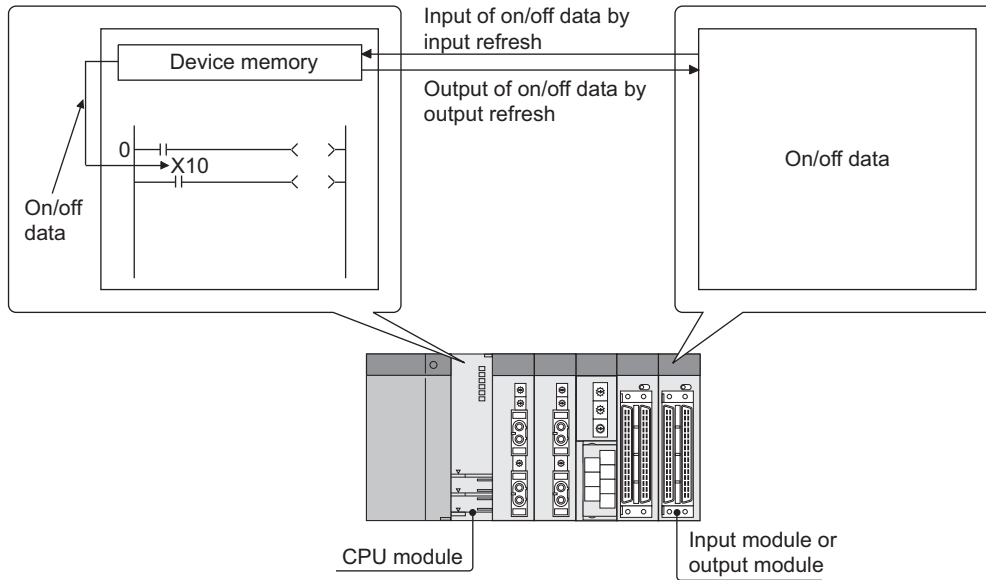 Input of on/off data by
input refresh
Device memory
Output of on/off data by
output refresh
0
X10
On/off data
On/off
data
CPU module
Input module or
output module